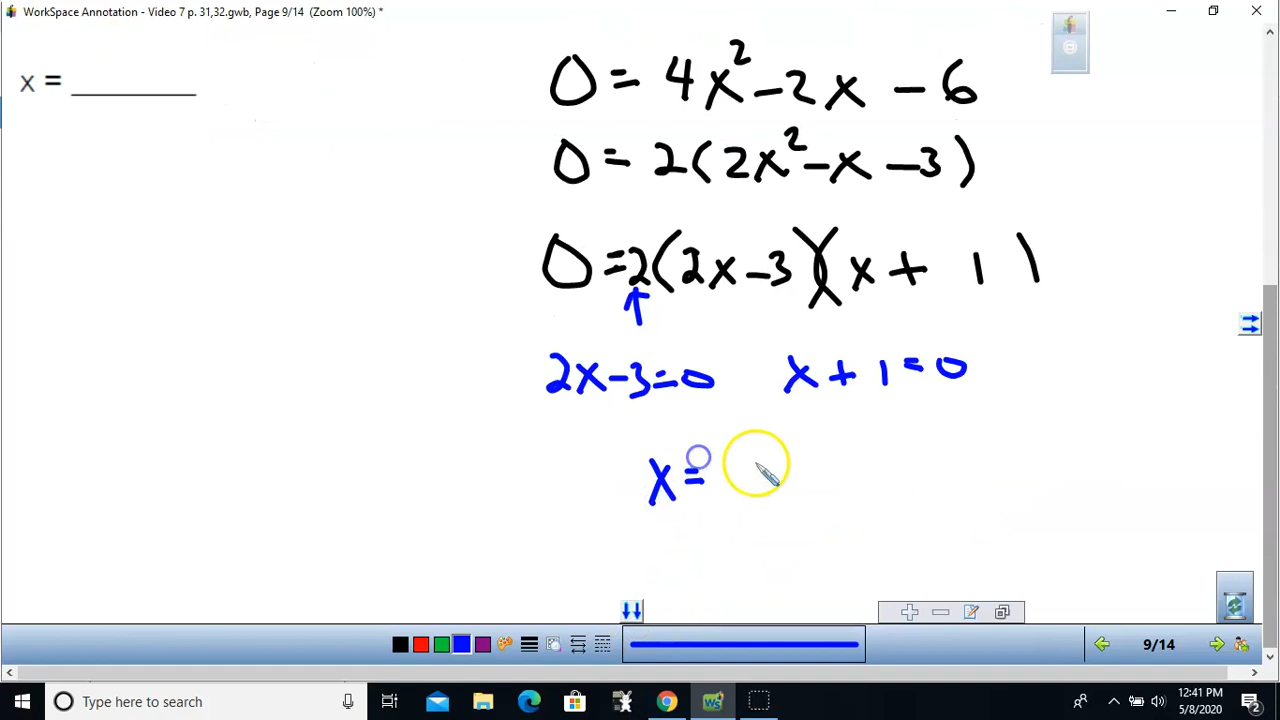 WorkSpace Annotation - Video 7 p. 31,32.gwb, Page 9/14 (Zoom 100%) *
x = __________
0 = 4x² - 2x - 6
0 = 2(2x² - x - 3)
0 = 2(2x - 3)(x + 1)
2x - 3 = 0 x + 1 = 0
x =
9/14
Type here to search
12:41 PM
5/8/2020
2